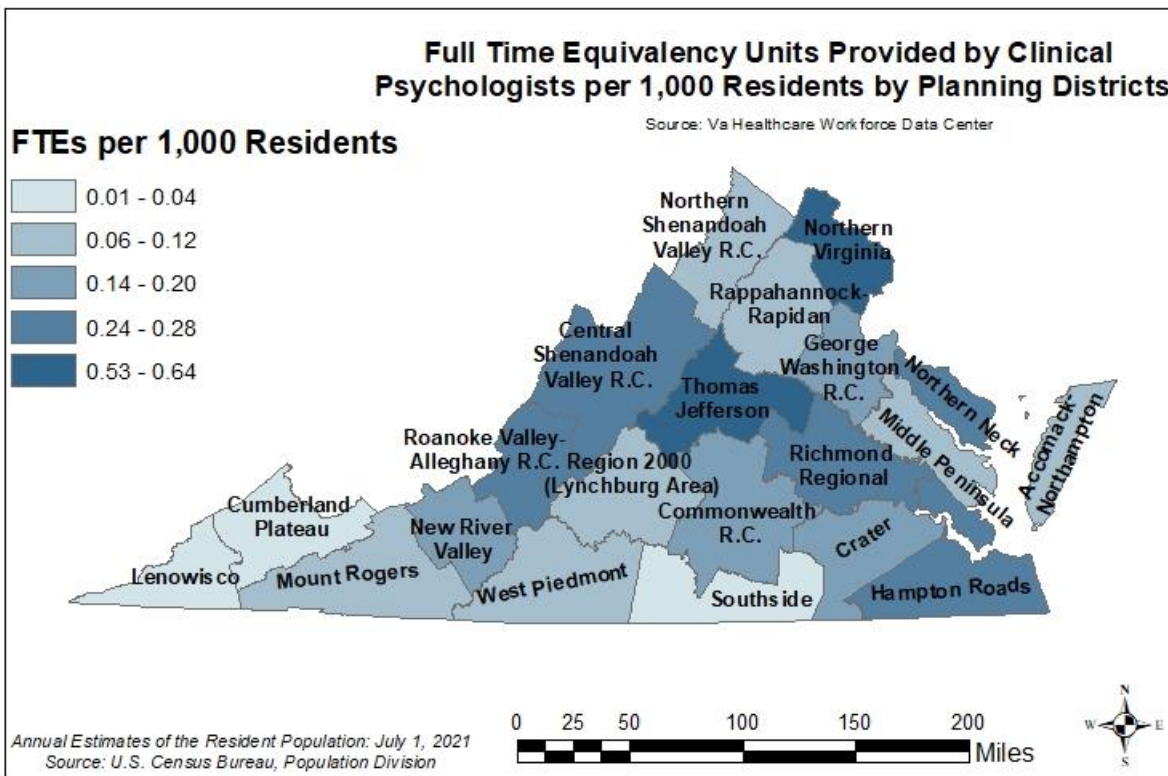 Full Time Equivalency Units Provided by Clinical
Psychologists per 1,000 Residents by Planning Districts
Source: Va Healthcare Workforce Data Center
FTEs per 1,000 Residents
0.01 - 0.04
0.06 - 0.12
0.14 - 0.20
0.24 - 0.28
0.53 - 0.64
Northern
Shenandoah
Valley R.C.
Northern
Virginia
Rappahannock-
Rapidan
Central
Shenandoah
Valley R.C.
George
Washington
R.C.
Northern Neck
Thomas
Jefferson
Accomack-
Northampton
Middle Peninsula
Roanoke Valley-
Alleghany R.C.
Region 2000
(Lynchburg Area)
Richmond
Regional
Cumberland
Plateau
New River
Valley
Commonwealth
R.C.
Crater
Lenowisco
Mount Rogers
West Piedmont
Southside
Hampton Roads
Annual Estimates of the Resident Population: July 1, 2021
Source: U.S. Census Bureau, Population Division
0 25 50 100 150 200
Miles
N
W E
S